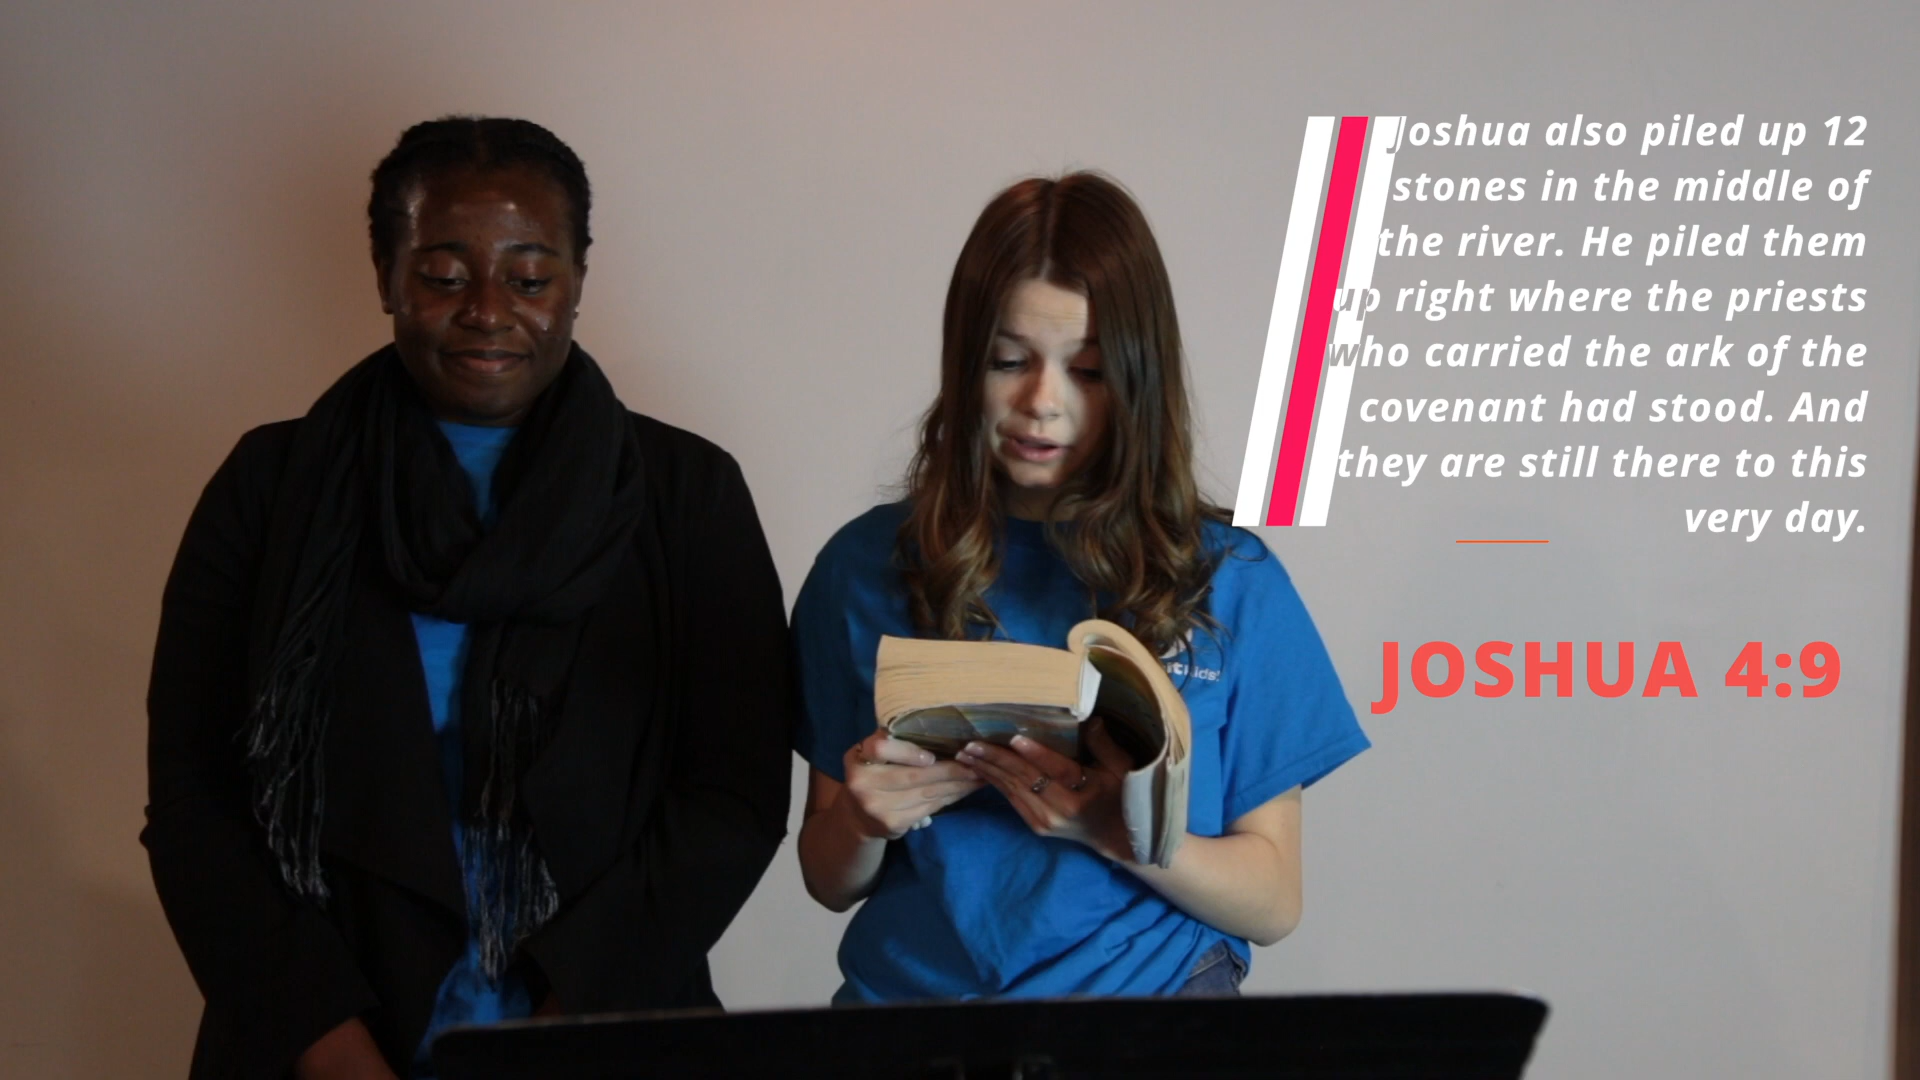 Joshua also piled up 12
stones in the middle of
the river. He piled them
up right where the priests
who carried the ark of the
covenant had stood. And
they are still there to this
very day.
JOSHUA 4:9
kids!